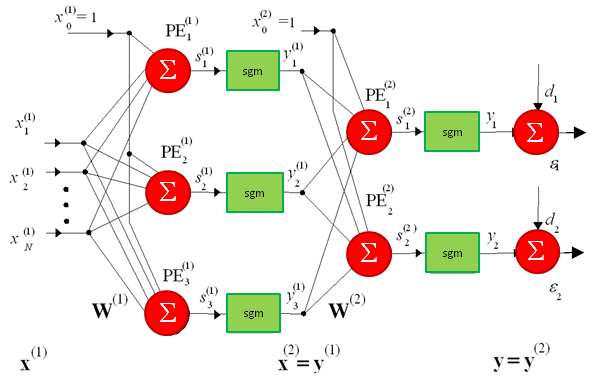 x₀⁽¹⁾=1
PE₁⁽¹⁾
x₀⁽²⁾=1
Σ
s₁⁽¹⁾
sgm
y₁⁽¹⁾
PE₁⁽²⁾
d₁
x₁⁽¹⁾
Σ
s₁⁽²⁾
sgm
y₁
Σ
ε₁
x₂⁽¹⁾
PE₂⁽¹⁾
Σ
s₂⁽¹⁾
sgm
y₂⁽¹⁾
PE₂⁽²⁾
d₂
x_N⁽¹⁾
Σ
s₂⁽²⁾
sgm
y₂
Σ
ε₂
PE₃⁽¹⁾
W⁽¹⁾
Σ
s₃⁽¹⁾
sgm
y₃⁽¹⁾
W⁽²⁾
x⁽¹⁾
x⁽²⁾=y⁽¹⁾
y=y⁽²⁾